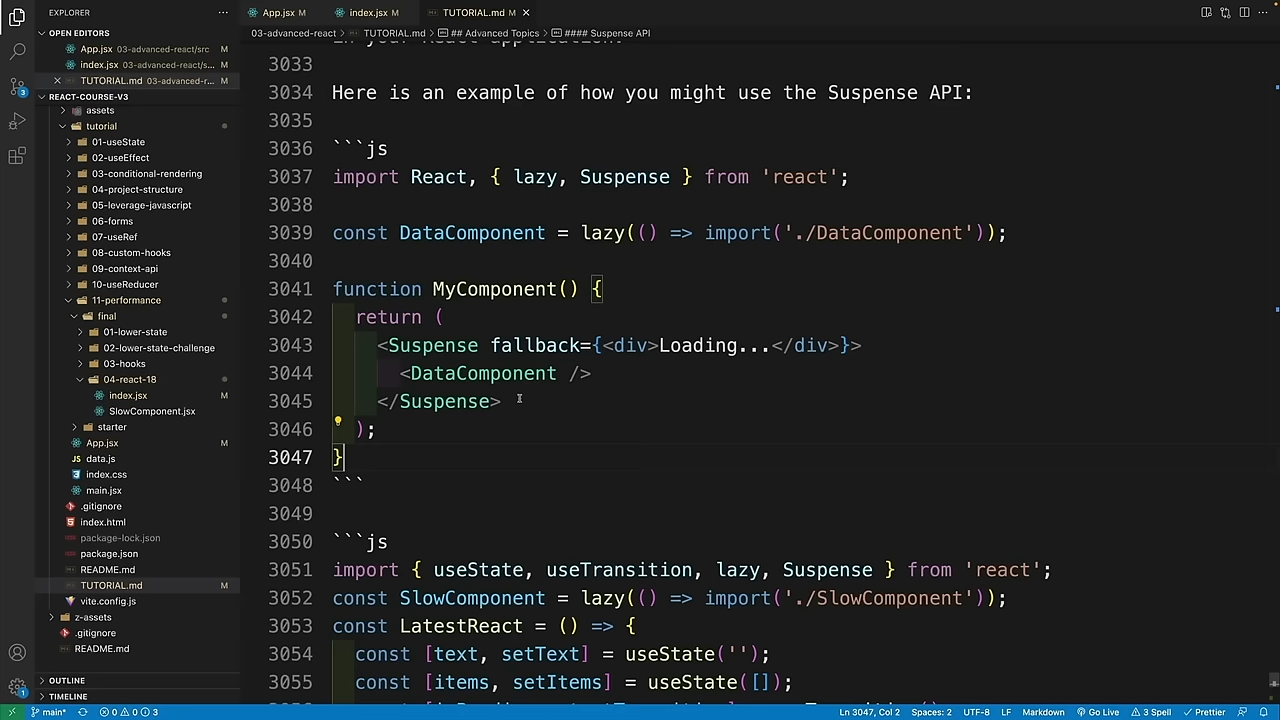 EXPLORER
OPEN EDITORS
App.jsx 03-advanced-react/src M
index.jsx 03-advanced-react/s... M
TUTORIAL.md 03-advanced-r... M
REACT-COURSE-V3
assets
tutorial
01-useState
02-useEffect
03-conditional-rendering
04-project-structure
05-leverage-javascript
06-forms
07-useRef
08-custom-hooks
09-context-api
10-useReducer
11-performance
final
01-lower-state
02-lower-state-challenge
03-hooks
04-react-18
index.jsx M
SlowComponent.jsx
starter
App.jsx M
data.js
index.css
main.jsx
.gitignore
index.html
package-lock.json
package.json
README.md
TUTORIAL.md M
vite.config.js
z-assets
.gitignore
README.md
OUTLINE
TIMELINE
App.jsx M index.jsx M TUTORIAL.md M
03-advanced-react > TUTORIAL.md > ## Advanced Topics > #### Suspense API
in your React application.
3033
3034 Here is an example of how you might use the Suspense API:
3035
3036 ```js
3037 import React, { lazy, Suspense } from 'react';
3038
3039 const DataComponent = lazy(() => import('./DataComponent'));
3040
3041 function MyComponent() {
3042 return (
3043 <Suspense fallback={<div>Loading...</div>}>
3044 <DataComponent />
3045 </Suspense>
3046 );
3047 }
3048 ```
3049
3050 ```js
3051 import { useState, useTransition, lazy, Suspense } from 'react';
3052 const SlowComponent = lazy(() => import('./SlowComponent'));
3053 const LatestReact = () => {
3054 const [text, setText] = useState('');
3055 const [items, setItems] = useState([]);
3
1
main* 0 0 3 Ln 3047, Col 2 Spaces: 2 UTF-8 LF Markdown Go Live 3 Spell Prettier